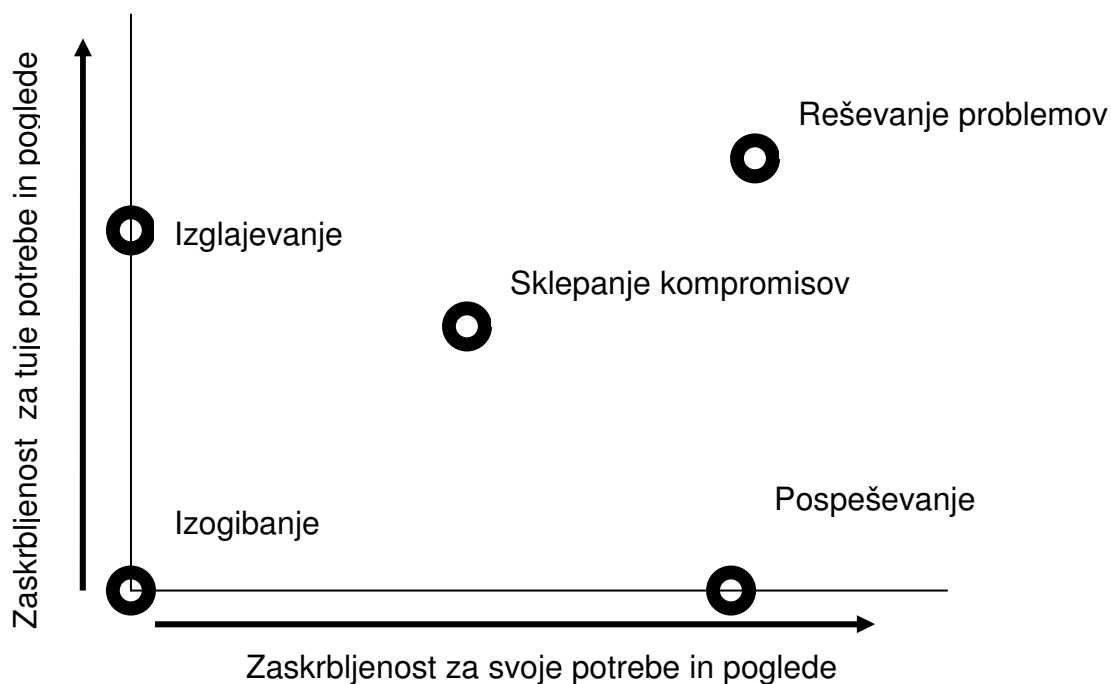 Zaskrbljenost za tuje potrebe in poglede
Reševanje problemov
Izglajevanje
Sklepanje kompromisov
Pospeševanje
Izogibanje
Zaskrbljenost za svoje potrebe in poglede